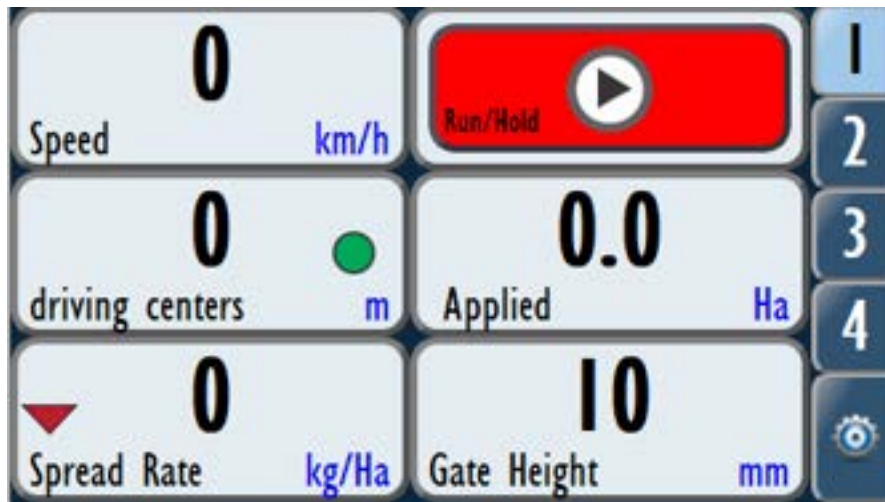 0
Speed km/h
Run/Hold
1
2
0
driving centers m
0.0
Applied Ha
3
4
0
Spread Rate kg/Ha
10
Gate Height mm